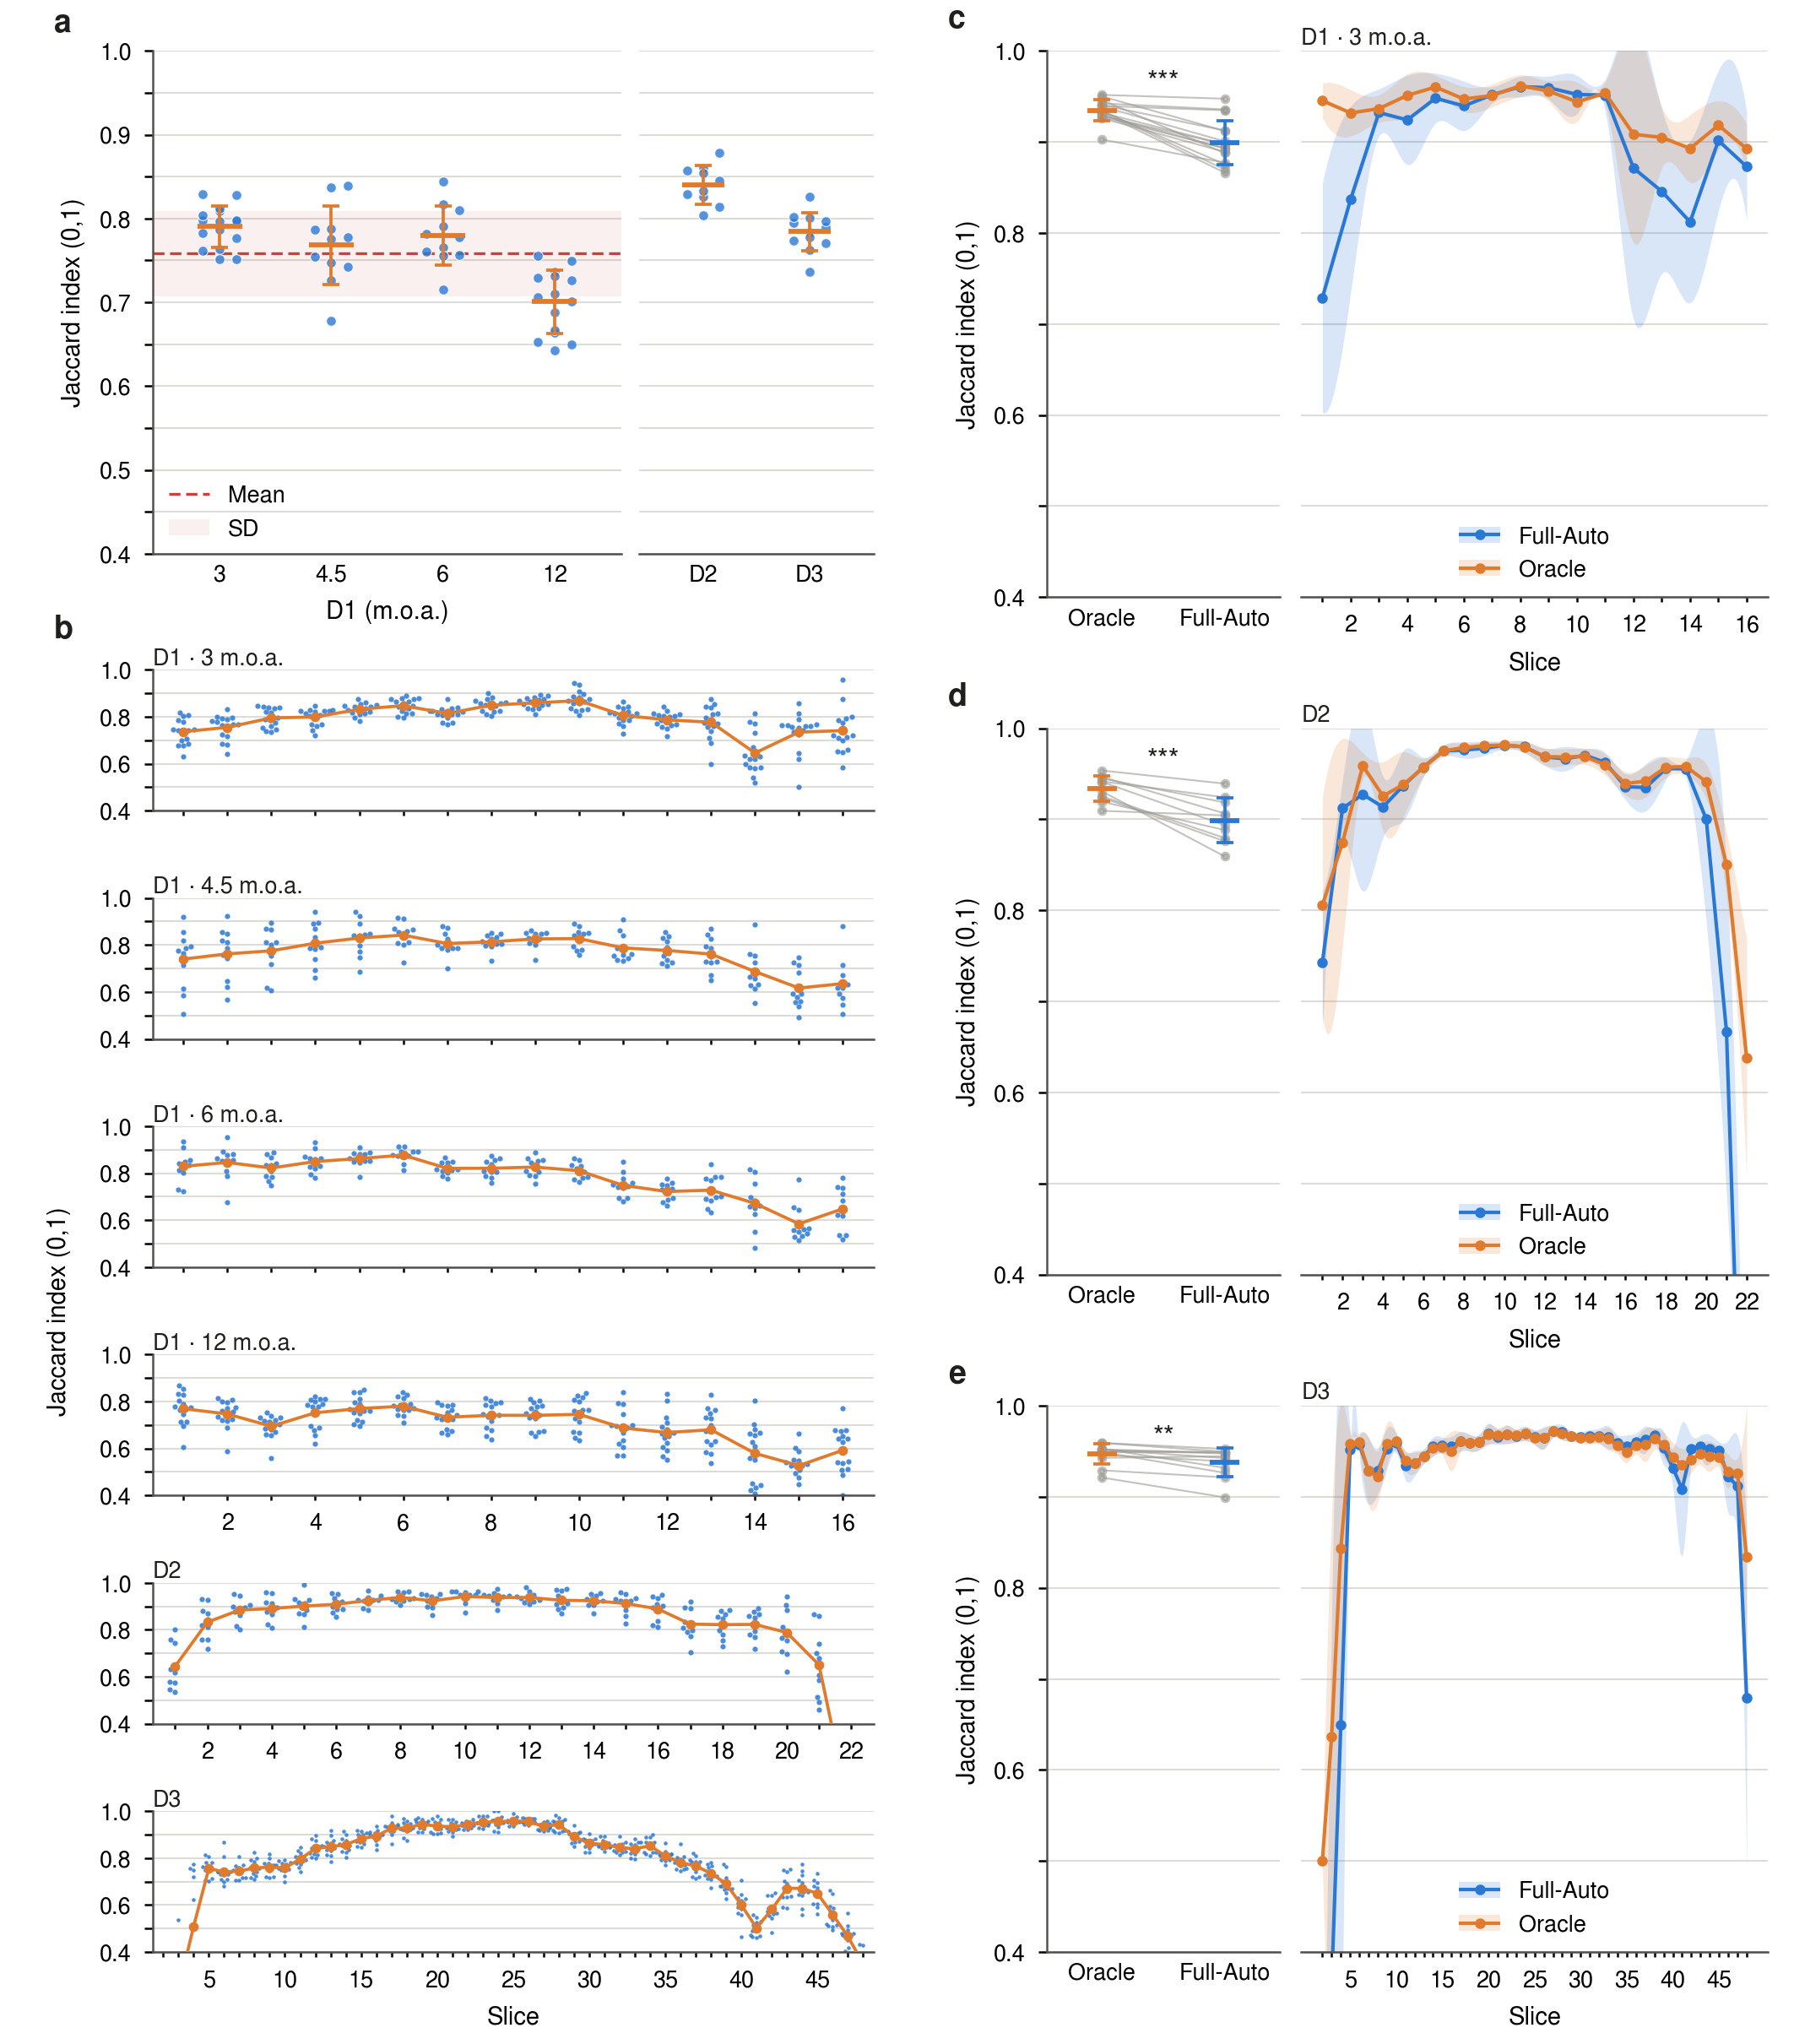 a
1.0
0.9
0.8
0.7
0.6
0.5
0.4
Jaccard index (0,1)
Mean
SD
3 4.5 6 12 D2 D3
D1 (m.o.a.)
b
D1 · 3 m.o.a.
1.0
0.8
0.6
0.4
D1 · 4.5 m.o.a.
1.0
0.8
0.6
0.4
D1 · 6 m.o.a.
1.0
0.8
0.6
0.4
Jaccard index (0,1)
D1 · 12 m.o.a.
1.0
0.8
0.6
0.4
2 4 6 8 10 12 14 16
D2
1.0
0.8
0.6
0.4
2 4 6 8 10 12 14 16 18 20 22
D3
1.0
0.8
0.6
0.4
5 10 15 20 25 30 35 40 45
Slice
c
D1 · 3 m.o.a.
1.0
0.8
0.6
0.4
Jaccard index (0,1)
***
Oracle Full-Auto
Full-Auto
Oracle
2 4 6 8 10 12 14 16
Slice
d
D2
1.0
0.8
0.6
0.4
Jaccard index (0,1)
***
Oracle Full-Auto
Full-Auto
Oracle
2 4 6 8 10 12 14 16 18 20 22
Slice
e
D3
1.0
0.8
0.6
0.4
Jaccard index (0,1)
**
Oracle Full-Auto
Full-Auto
Oracle
5 10 15 20 25 30 35 40 45
Slice